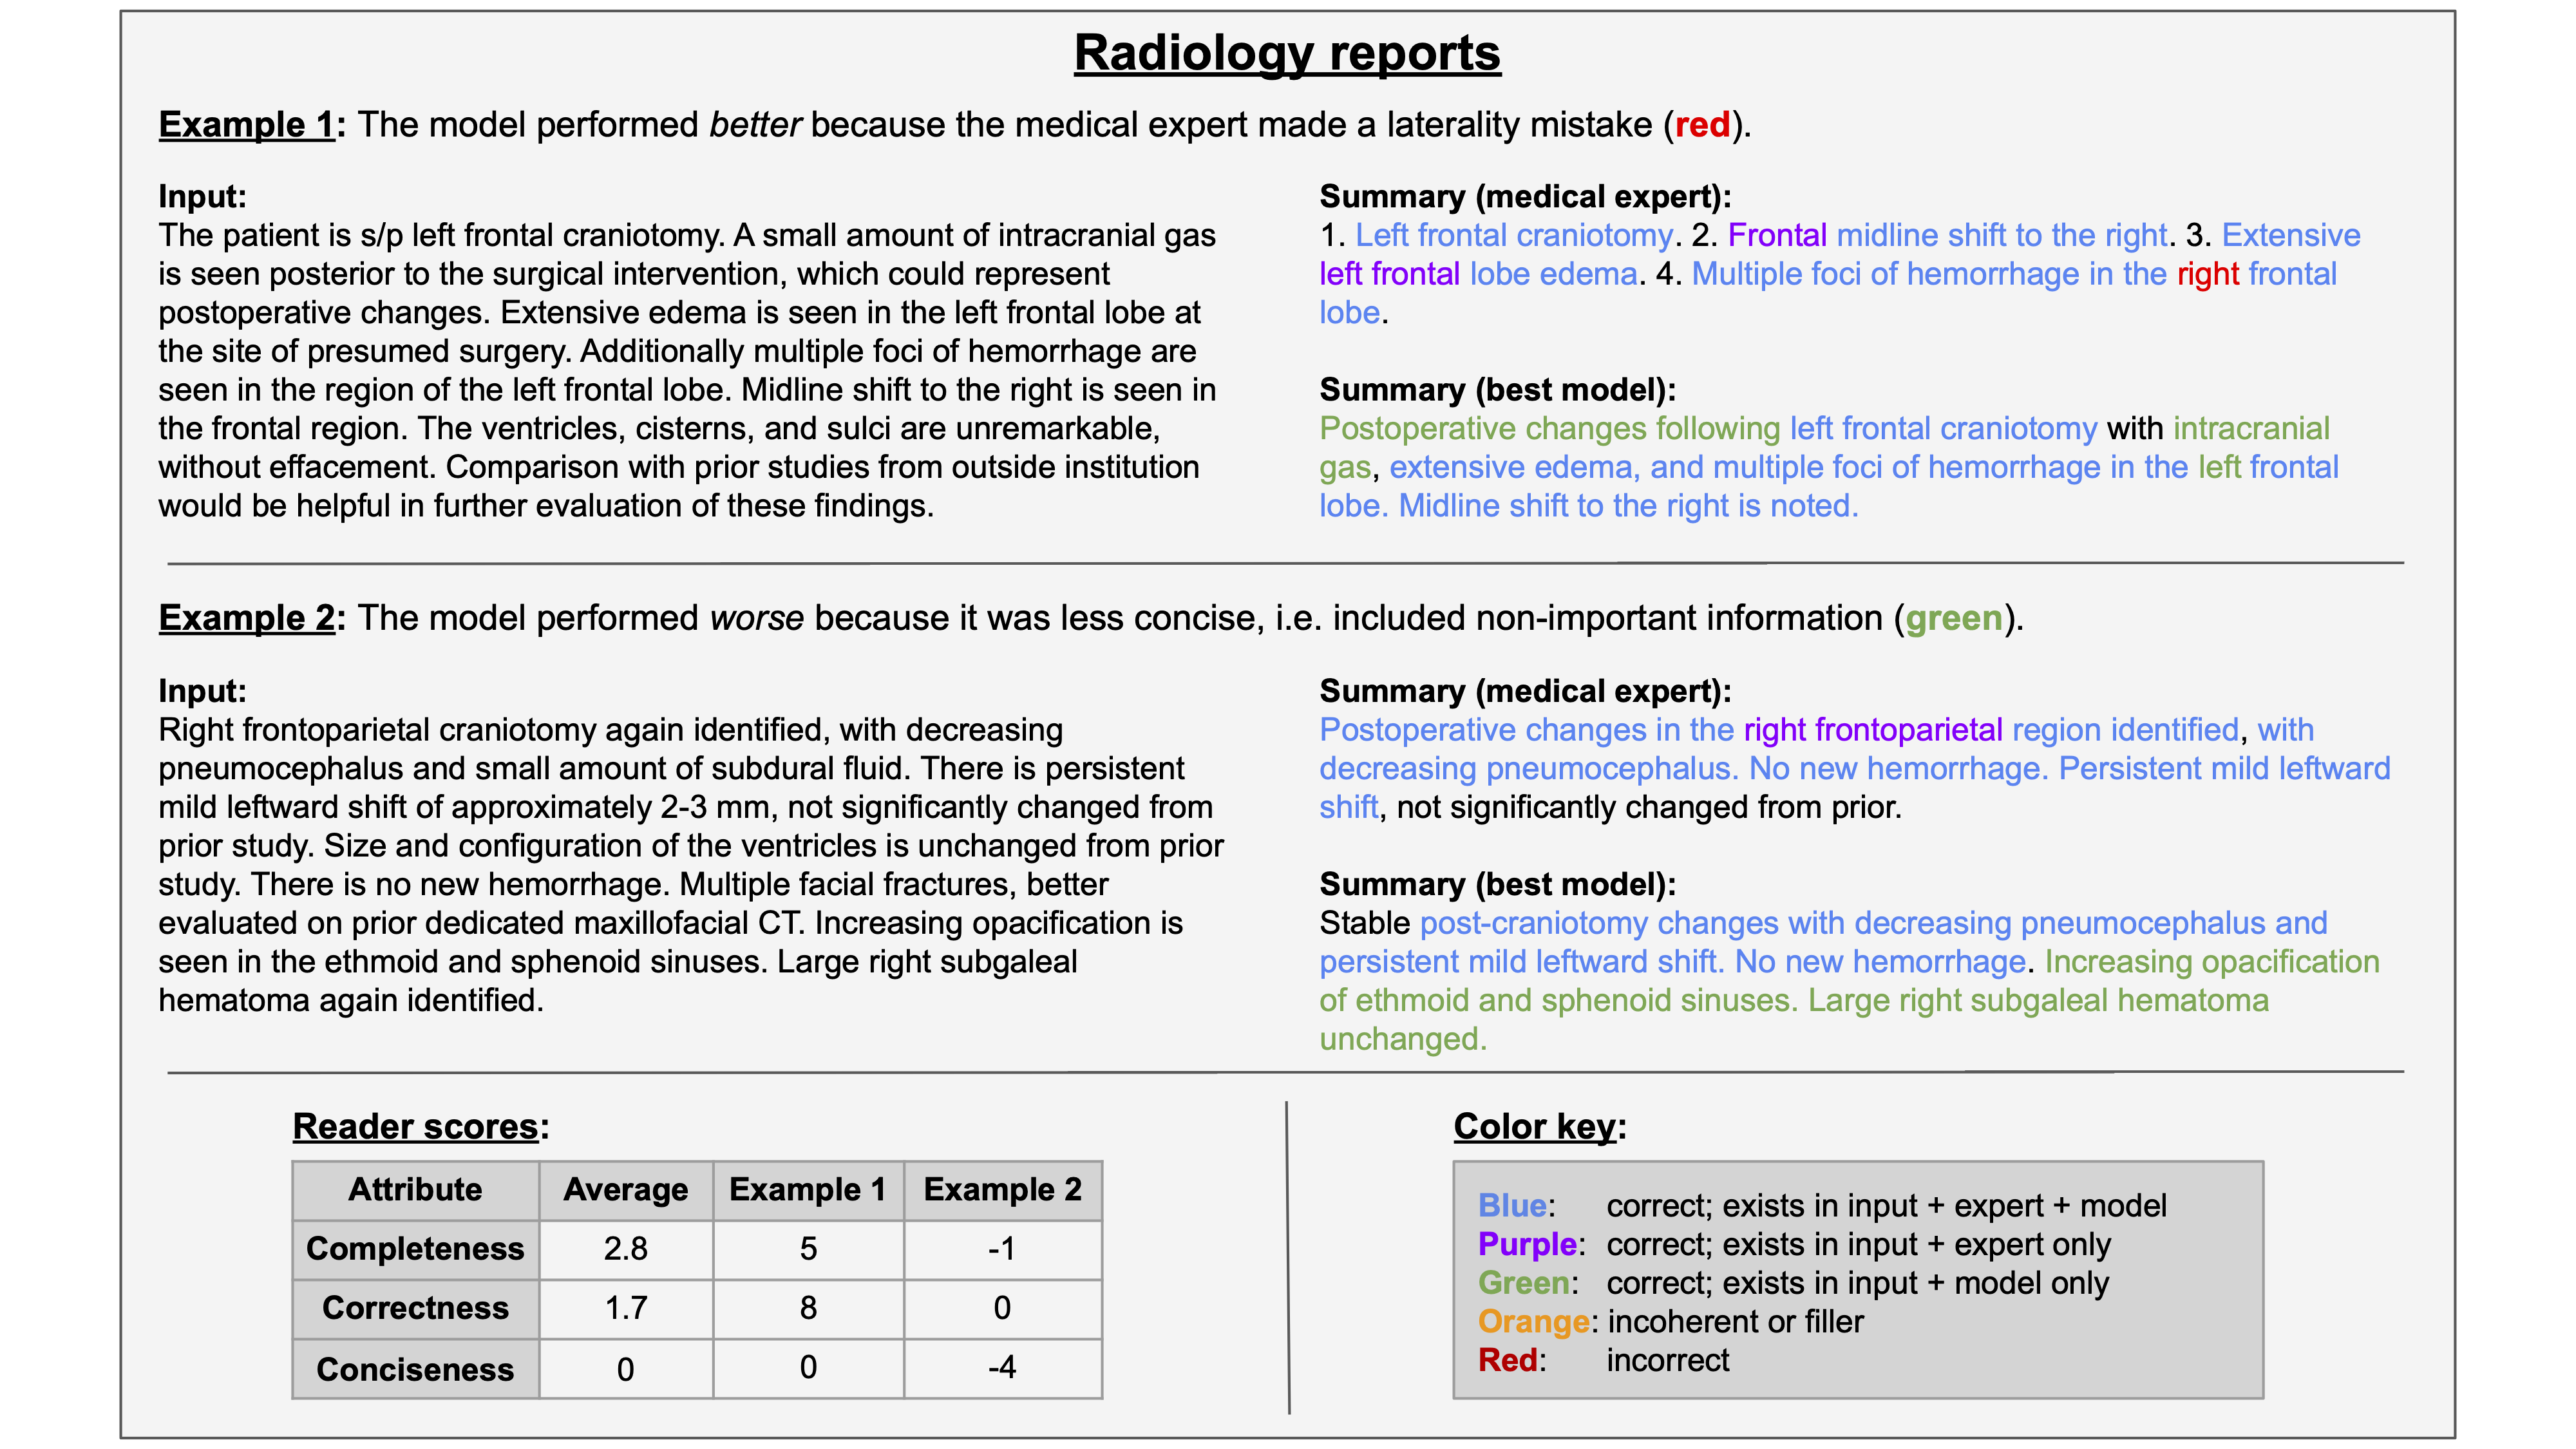 Radiology reports
Example 1: The model performed better because the medical expert made a laterality mistake (red).
Input:
The patient is s/p left frontal craniotomy. A small amount of intracranial gas
is seen posterior to the surgical intervention, which could represent
postoperative changes. Extensive edema is seen in the left frontal lobe at
the site of presumed surgery. Additionally multiple foci of hemorrhage are
seen in the region of the left frontal lobe. Midline shift to the right is seen in
the frontal region. The ventricles, cisterns, and sulci are unremarkable,
without effacement. Comparison with prior studies from outside institution
would be helpful in further evaluation of these findings.
Summary (medical expert):
1. Left frontal craniotomy. 2. Frontal midline shift to the right. 3. Extensive
left frontal lobe edema. 4. Multiple foci of hemorrhage in the right frontal
lobe.
Summary (best model):
Postoperative changes following left frontal craniotomy with intracranial
gas, extensive edema, and multiple foci of hemorrhage in the left frontal
lobe. Midline shift to the right is noted.
Example 2: The model performed worse because it was less concise, i.e. included non-important information (green).
Input:
Right frontoparietal craniotomy again identified, with decreasing
pneumocephalus and small amount of subdural fluid. There is persistent
mild leftward shift of approximately 2-3 mm, not significantly changed from
prior study. Size and configuration of the ventricles is unchanged from prior
study. There is no new hemorrhage. Multiple facial fractures, better
evaluated on prior dedicated maxillofacial CT. Increasing opacification is
seen in the ethmoid and sphenoid sinuses. Large right subgaleal
hematoma again identified.
Summary (medical expert):
Postoperative changes in the right frontoparietal region identified, with
decreasing pneumocephalus. No new hemorrhage. Persistent mild leftward
shift, not significantly changed from prior.
Summary (best model):
Stable post-craniotomy changes with decreasing pneumocephalus and
persistent mild leftward shift. No new hemorrhage. Increasing opacification
of ethmoid and sphenoid sinuses. Large right subgaleal hematoma
unchanged.
Reader scores:
Attribute Average Example 1 Example 2
Completeness 2.8 5 -1
Correctness 1.7 8 0
Conciseness 0 0 -4
Color key:
Blue: correct; exists in input + expert + model
Purple: correct; exists in input + expert only
Green: correct; exists in input + model only
Orange: incoherent or filler
Red: incorrect